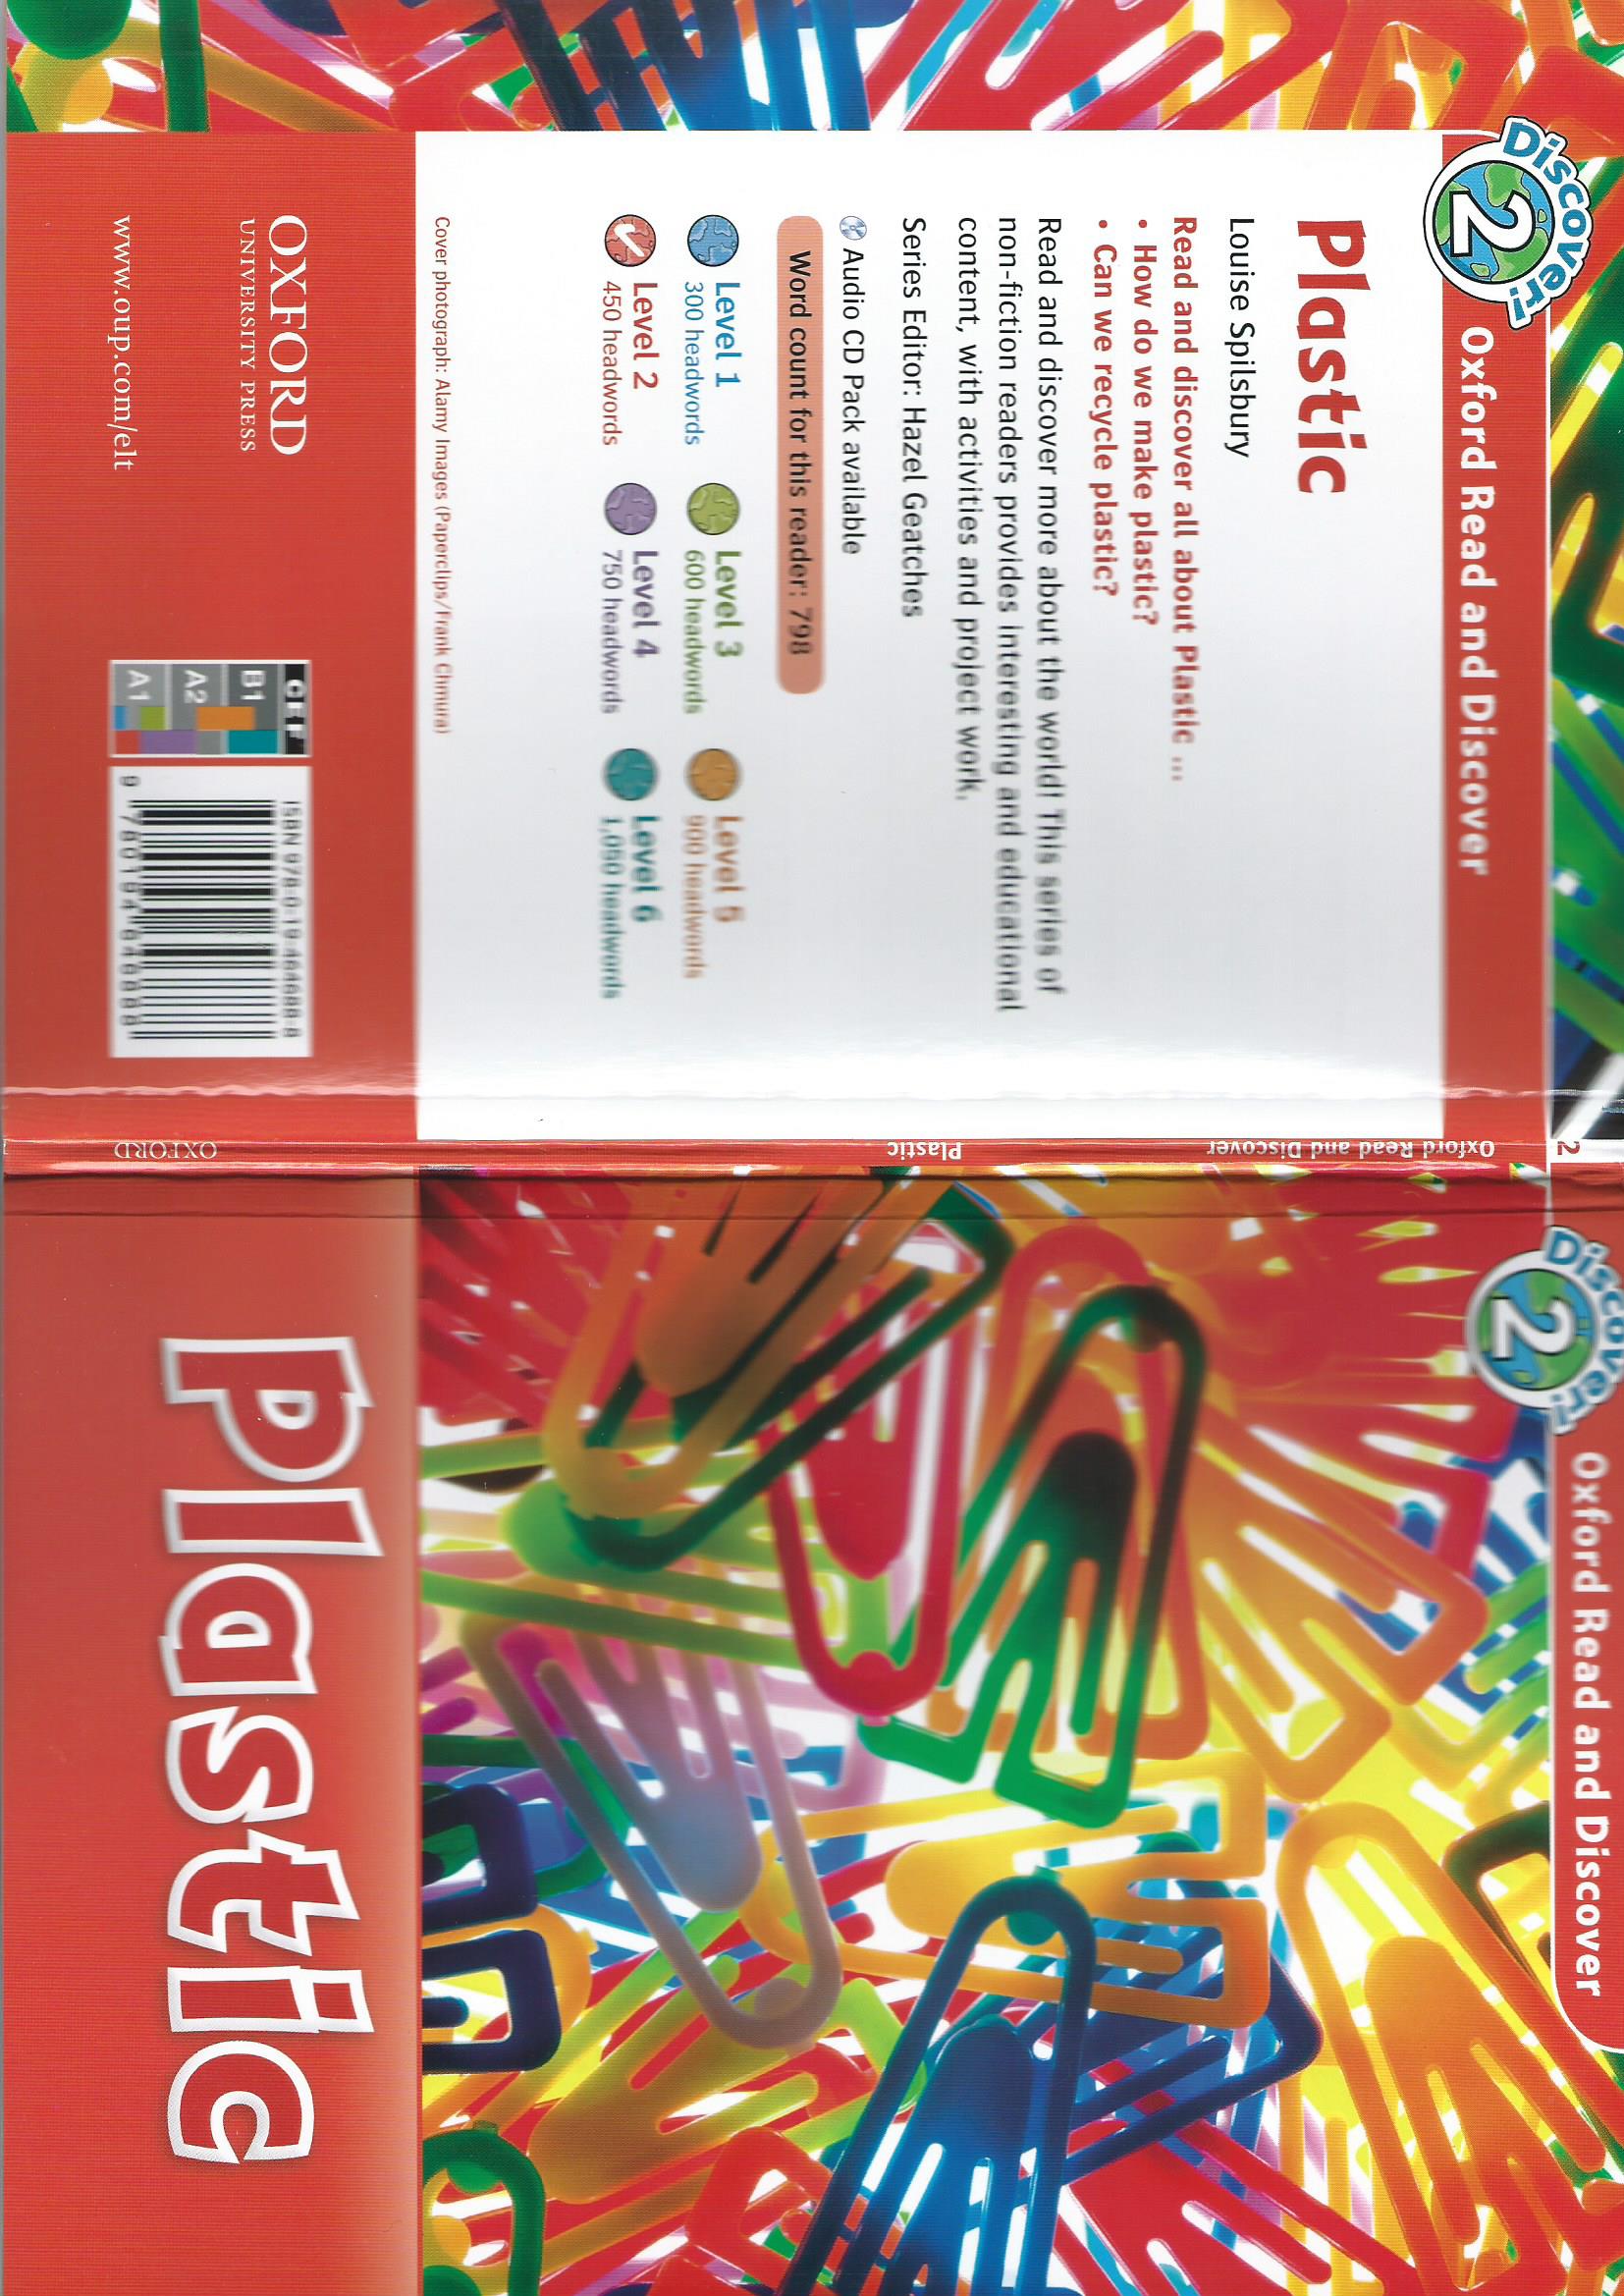 Discover!
2
Oxford Read and Discover
Plastic
Louise Spilsbury
Read and discover all about Plastic ...
• How do we make plastic?
• Can we recycle plastic?
Read and discover more about the world! This series of
non-fiction readers provides interesting and educational
content, with activities and project work.
Series Editor: Hazel Geatches
Audio CD Pack available
Word count for this reader: 798
Level 1
300 headwords
Level 3
600 headwords
Level 5
900 headwords
Level 2
450 headwords
Level 4
750 headwords
Level 6
1,050 headwords
Cover photograph: Alamy Images (Paperclips/Frank Chmura)
OXFORD
UNIVERSITY PRESS
www.oup.com/elt
CEF
B1
A2
A1
ISBN 978-0-19-464688-8
9 780194 646888
2
Oxford Read and Discover
Plastic
OXFORD
Discover!
2
Oxford Read and Discover
Plastic